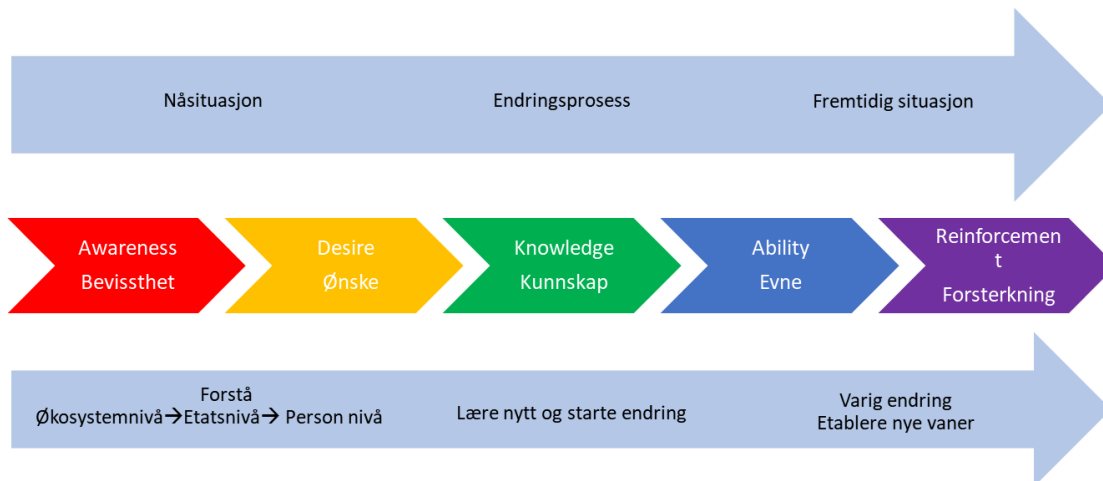 Nåsituasjon
Endringsprosess
Fremtidig situasjon
Awareness
Bevissthet
Desire
Ønske
Knowledge
Kunnskap
Ability
Evne
Reinforcemen
t
Forsterkning
Forstå
Økosystemnivå→Etatsnivå→ Person nivå
Lære nytt og starte endring
Varig endring
Etablere nye vaner